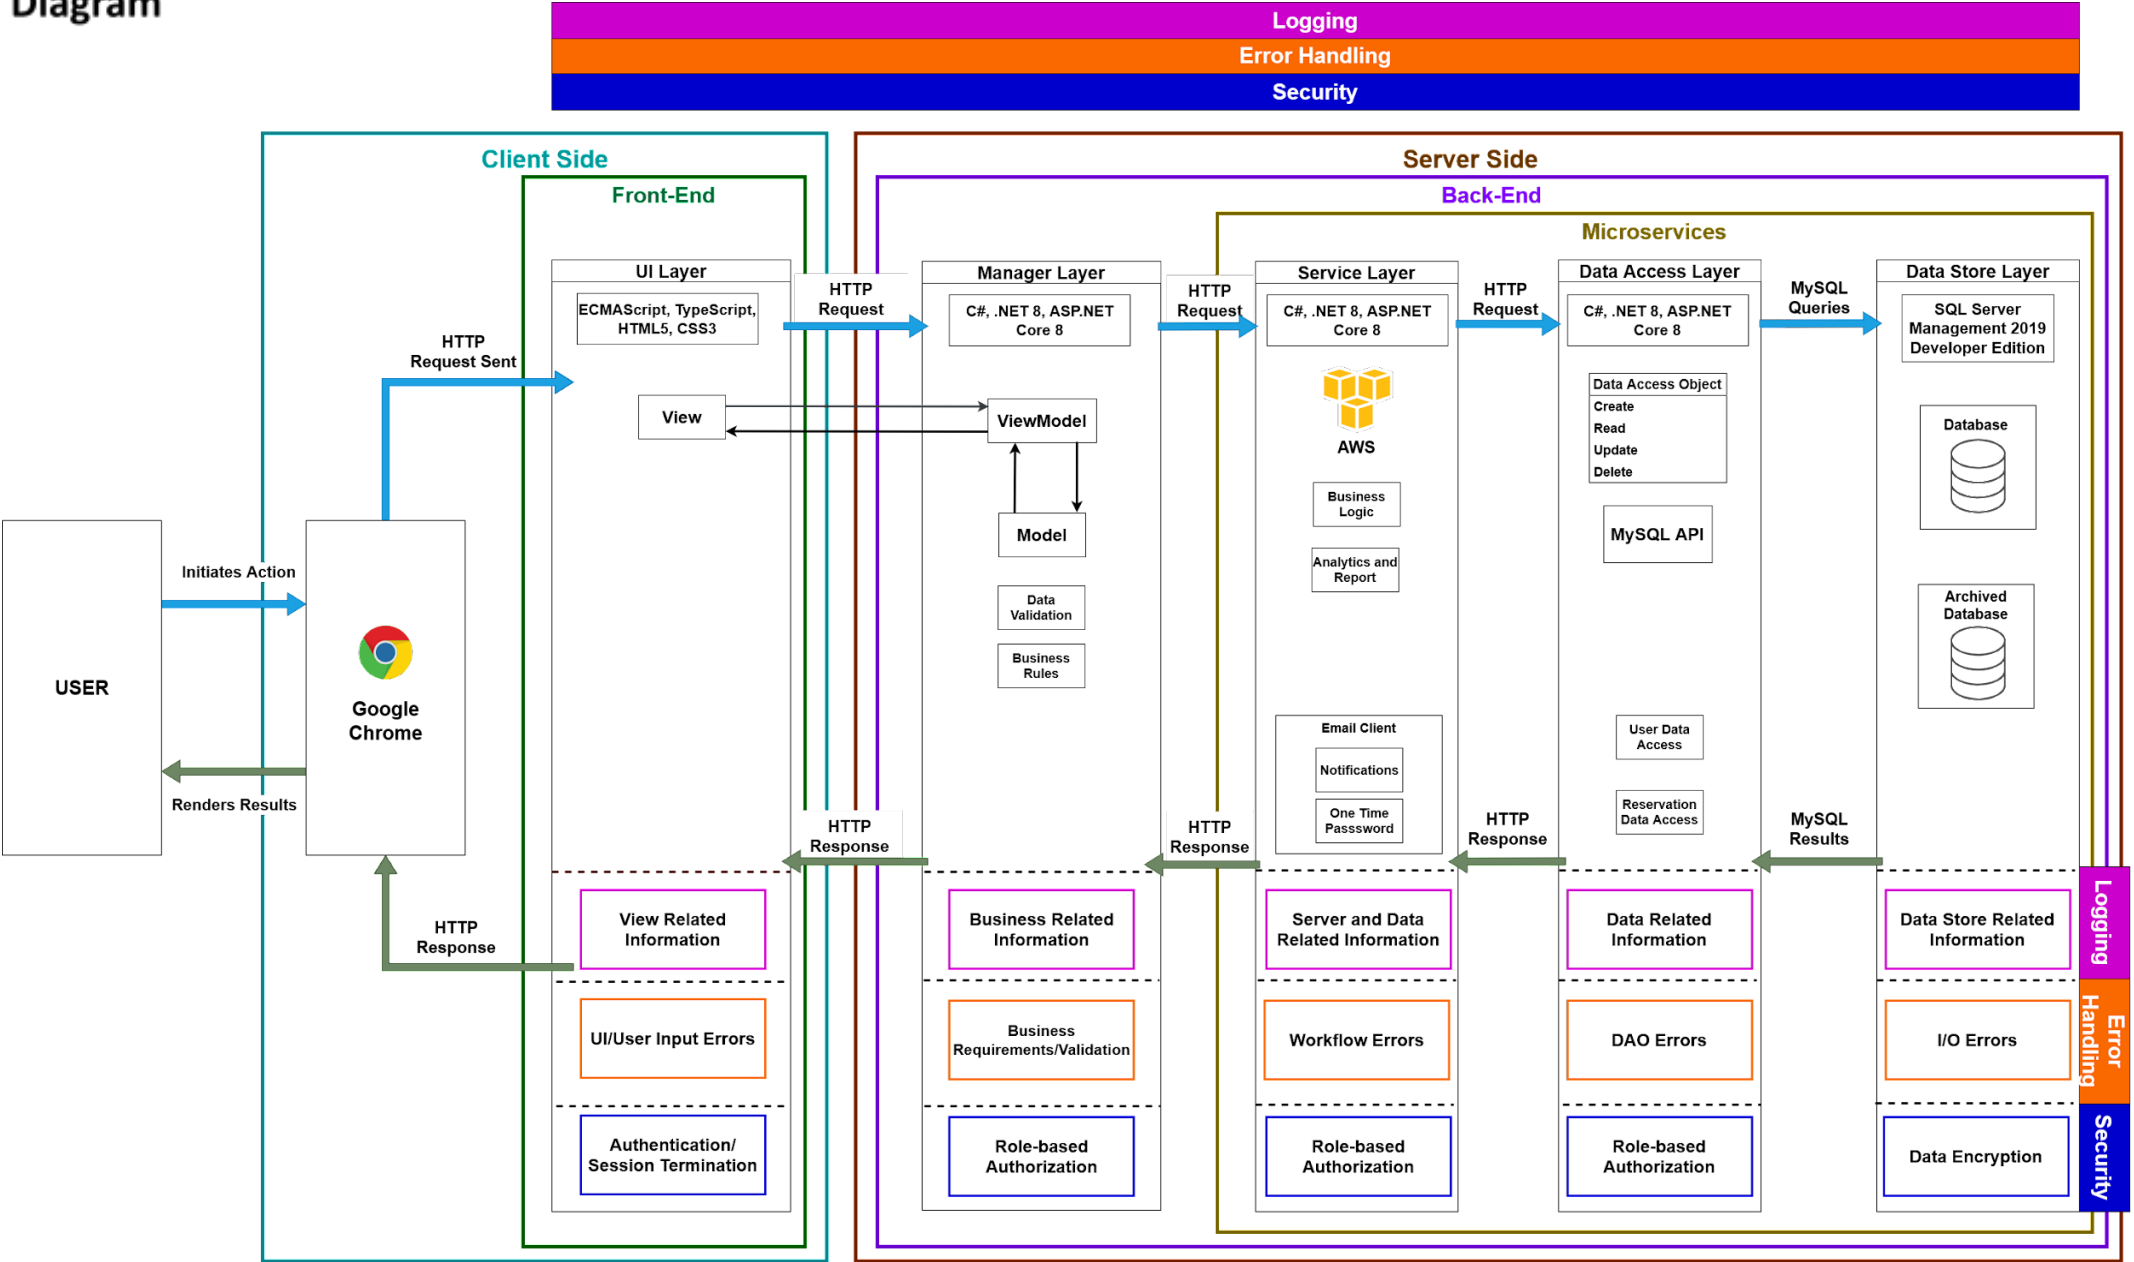 Diagram
Logging
Error Handling
Security
Client Side
Server Side
Front-End
Back-End
Microservices
UI Layer
ECMAScript, TypeScript,
HTML5, CSS3
HTTP
Request
Manager Layer
C#, .NET 8, ASP.NET
Core 8
HTTP
Request
Service Layer
C#, .NET 8, ASP.NET
Core 8
HTTP
Request
Data Access Layer
C#, .NET 8, ASP.NET
Core 8
MySQL
Queries
Data Store Layer
SQL Server
Management 2019
Developer Edition
HTTP
Request Sent
View
ViewModel
Model
Data
Validation
Business
Rules
AWS
Business
Logic
Analytics and
Report
Email Client
Notifications
One Time
Passsword
Data Access Object
Create
Read
Update
Delete
MySQL API
User Data
Access
Reservation
Data Access
Database
Archived
Database
USER
Initiates Action
Renders Results
Google
Chrome
HTTP
Response
HTTP
Response
HTTP
Response
HTTP
Response
MySQL
Results
View Related
Information
Business Related
Information
Server and Data
Related Information
Data Related
Information
Data Store Related
Information
Logging
UI/User Input Errors
Business
Requirements/Validation
Workflow Errors
DAO Errors
I/O Errors
Error
Handling
Authentication/
Session Termination
Role-based
Authorization
Role-based
Authorization
Role-based
Authorization
Data Encryption
Security